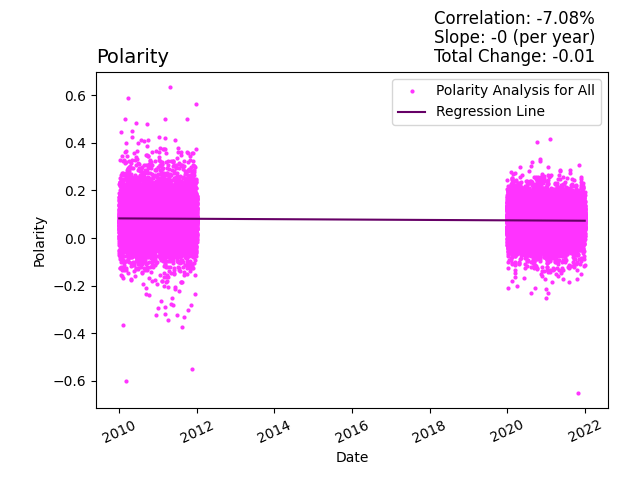 Correlation: -7.08%
Slope: -0 (per year)
Total Change: -0.01
Polarity
Polarity Analysis for All
Regression Line
0.6
0.4
0.2
0.0
−0.2
−0.4
−0.6
Polarity
2010
2012
2014
2016
2018
2020
2022
Date